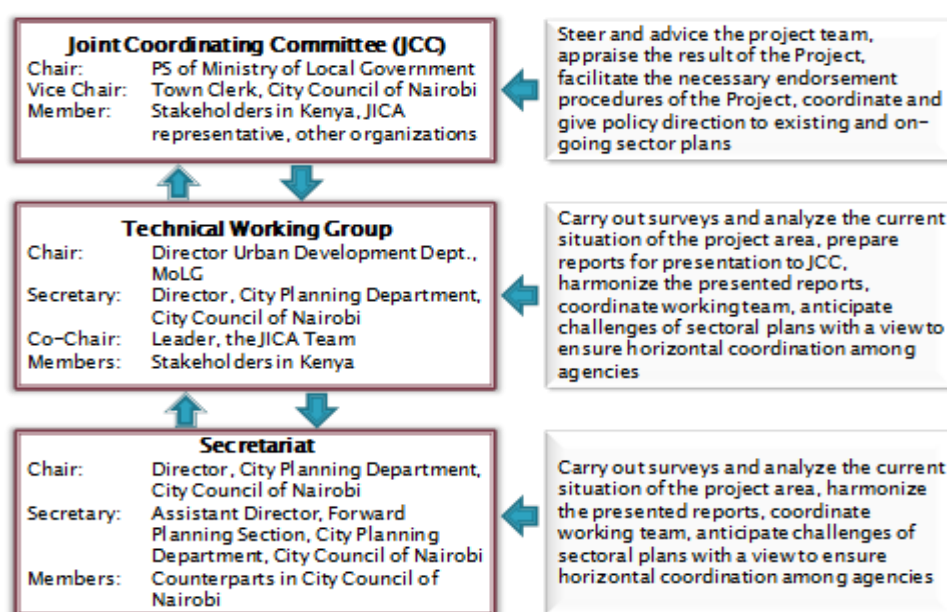 Joint Coordinating Committee (JCC)
Chair: PS of Ministry of Local Government
Vice Chair: Town Clerk, City Council of Nairobi
Member: Stakeholders in Kenya, JICA
representative, other organizations
Steer and advice the project team,
appraise the result of the Project,
facilitate the necessary endorsement
procedures of the Project, coordinate and
give policy direction to existing and on-
going sector plans
Technical Working Group
Chair: Director Urban Development Dept.,
MoLG
Secretary: Director, City Planning Department,
City Council of Nairobi
Co-Chair: Leader, the JICA Team
Members: Stakeholders in Kenya
Carry out surveys and analyze the current
situation of the project area, prepare
reports for presentation to JCC,
harmonize the presented reports,
coordinate working team, anticipate
challenges of sectoral plans with a view to
ensure horizontal coordination among
agencies
Secretariat
Chair: Director, City Planning Department,
City Council of Nairobi
Secretary: Assistant Director, Forward
Planning Section, City Planning
Department, City Council of Nairobi
Members: Counterparts in City Council of
Nairobi
Carry out surveys and analyze the current
situation of the project area, harmonize
the presented reports, coordinate
working team, anticipate challenges of
sectoral plans with a view to ensure
horizontal coordination among agencies